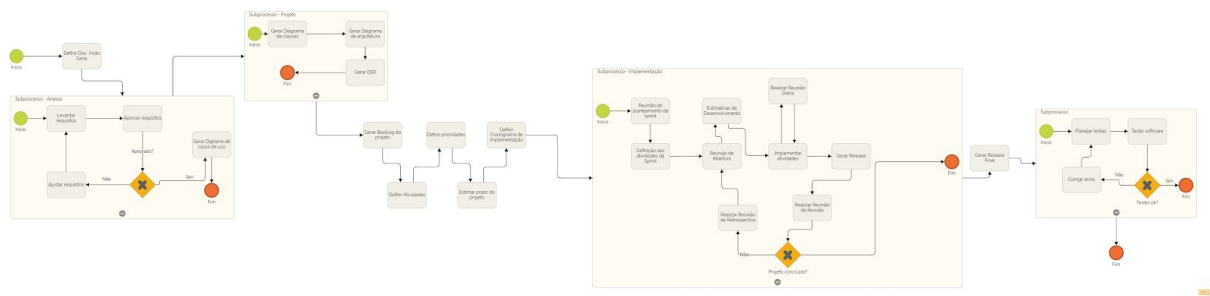 Início
Definir Doc. Visão
Geral
Subprocesso - Análise
Início
Levantar
requisitos
Aprovar requisitos
Aprovado?
Ajustar requisitos
Não
Sim
Gerar Digrama de
casos de uso
Fim
Subprocesso - Projeto
Início
Gerar Diagrama
de classes
Gerar Diagrama
de arquitetura
Gerar DER
Fim
Gerar Backlog do
projeto
Definir Atividades
Definir prioridades
Estimar prazo do
projeto
Definir
Cronograma de
implementação
Subprocesso - Implementação
Início
Reunião de
planejamento da
sprint
Definição das
atividades da
Sprint
Estimativas de
Desenvolvimento
Reunião de
Abertura
Realizar Reunião
Diária
Implementar
atividades
Gerar Release
Realizar Reunião
de Revisão
Realizar Reunião
de Retrospectiva
Não
Projeto concluído?
Fim
Gerar Release
Final
Subprocesso
Início
Planejar testes
Testar software
Corrigir erros
Não
Sim
Testes ok?
Fim
Fim